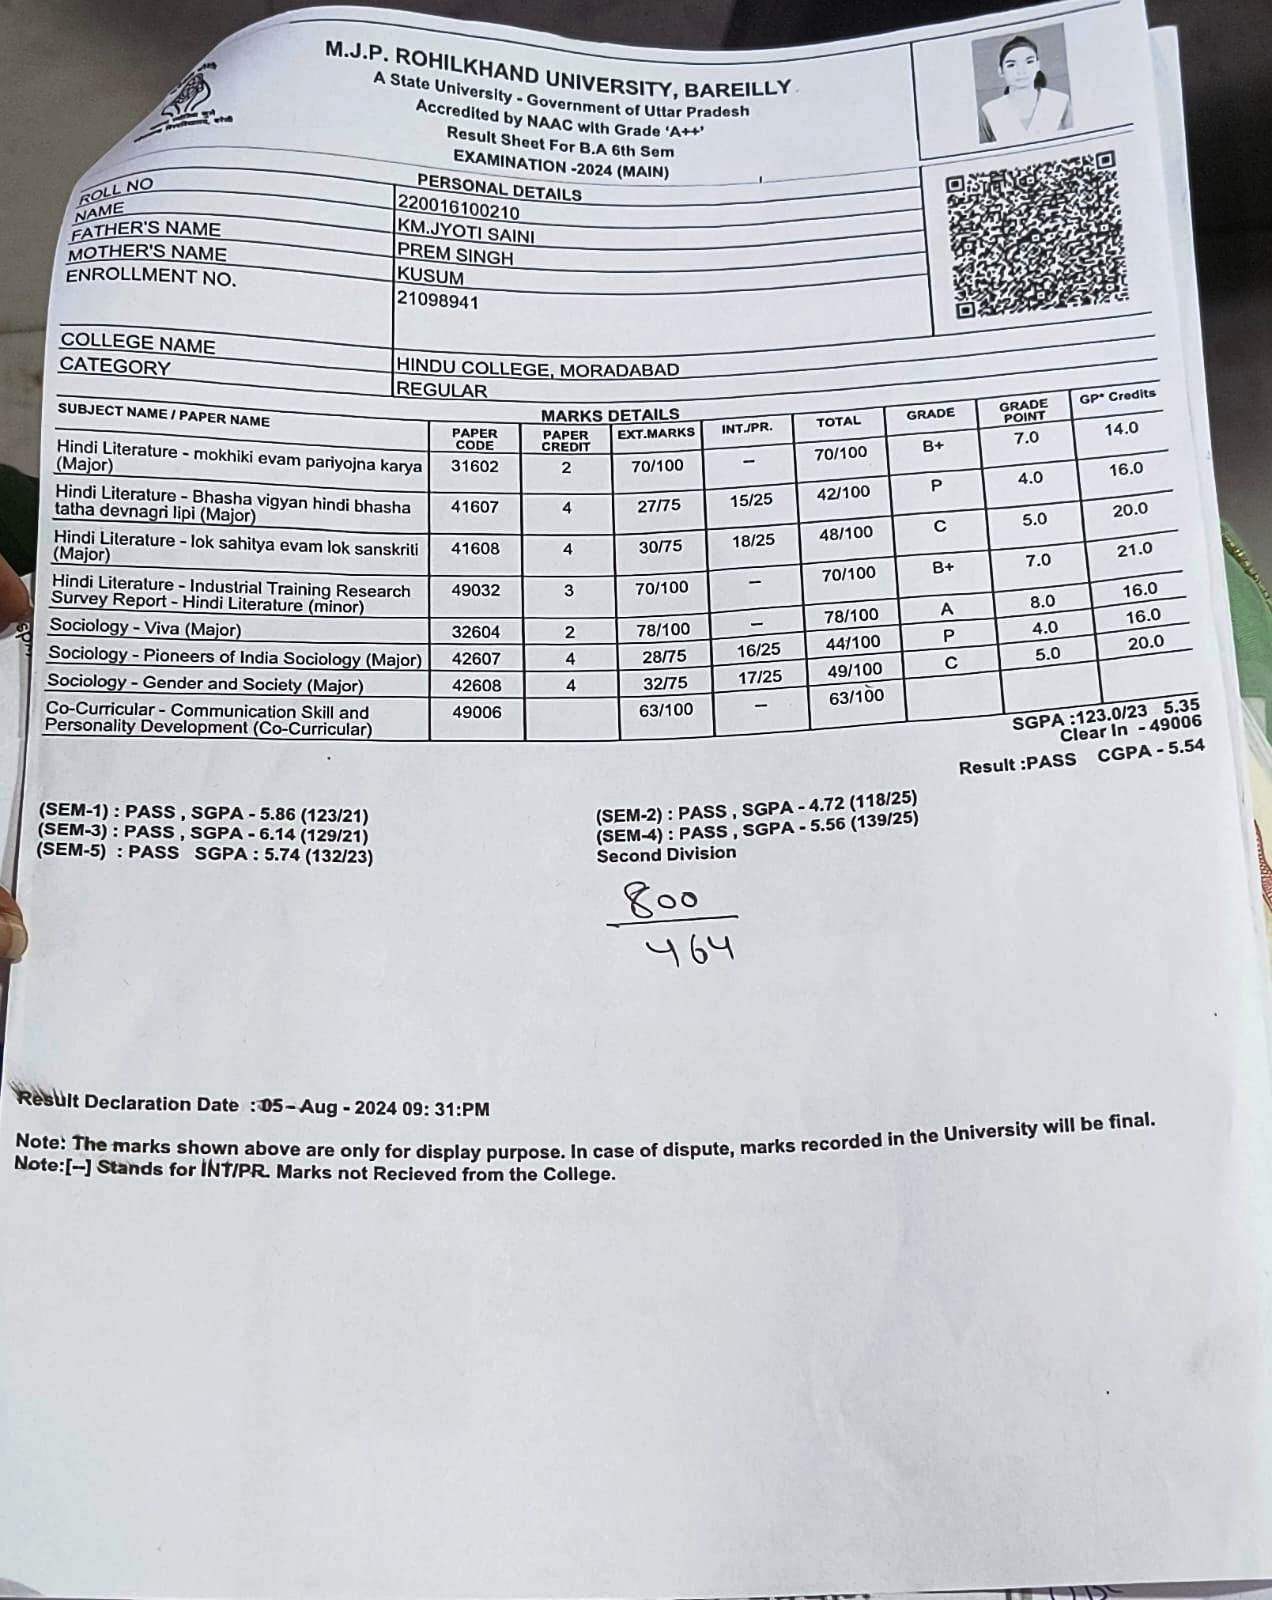 M.J.P. ROHILKHAND UNIVERSITY, BAREILLY
A State University - Government of Uttar Pradesh
Accredited by NAAC with Grade 'A++'
Result Sheet For B.A 6th Sem
EXAMINATION -2024 (MAIN)
PERSONAL DETAILS
ROLL NO 220016100210
NAME KM.JYOTI SAINI
FATHER'S NAME PREM SINGH
MOTHER'S NAME KUSUM
ENROLLMENT NO. 21098941
COLLEGE NAME HINDU COLLEGE, MORADABAD
CATEGORY REGULAR
MARKS DETAILS
SUBJECT NAME / PAPER NAME PAPER CODE PAPER CREDIT EXT.MARKS INT./PR. TOTAL GRADE GRADE POINT GP* Credits
Hindi Literature - mokhiki evam pariyojna karya (Major) 31602 2 70/100 – 70/100 B+ 7.0 14.0
Hindi Literature - Bhasha vigyan hindi bhasha tatha devnagri lipi (Major) 41607 4 27/75 15/25 42/100 P 4.0 16.0
Hindi Literature - lok sahitya evam lok sanskriti (Major) 41608 4 30/75 18/25 48/100 C 5.0 20.0
Hindi Literature - Industrial Training Research Survey Report - Hindi Literature (minor) 49032 3 70/100 – 70/100 B+ 7.0 21.0
Sociology - Viva (Major) 32604 2 78/100 – 78/100 A 8.0 16.0
Sociology - Pioneers of India Sociology (Major) 42607 4 28/75 16/25 44/100 P 4.0 16.0
Sociology - Gender and Society (Major) 42608 4 32/75 17/25 49/100 C 5.0 20.0
Co-Curricular - Communication Skill and Personality Development (Co-Curricular) 49006 63/100 – 63/100
SGPA :123.0/23 5.35
Clear In - 49006
Result :PASS CGPA - 5.54
(SEM-1) : PASS , SGPA - 5.86 (123/21) (SEM-2) : PASS , SGPA - 4.72 (118/25)
(SEM-3) : PASS , SGPA - 6.14 (129/21) (SEM-4) : PASS , SGPA - 5.56 (139/25)
(SEM-5) : PASS SGPA : 5.74 (132/23) Second Division
800
464
Result Declaration Date : 05 - Aug - 2024 09: 31:PM
Note: The marks shown above are only for display purpose. In case of dispute, marks recorded in the University will be final.
Note:[--] Stands for INT/PR. Marks not Recieved from the College.